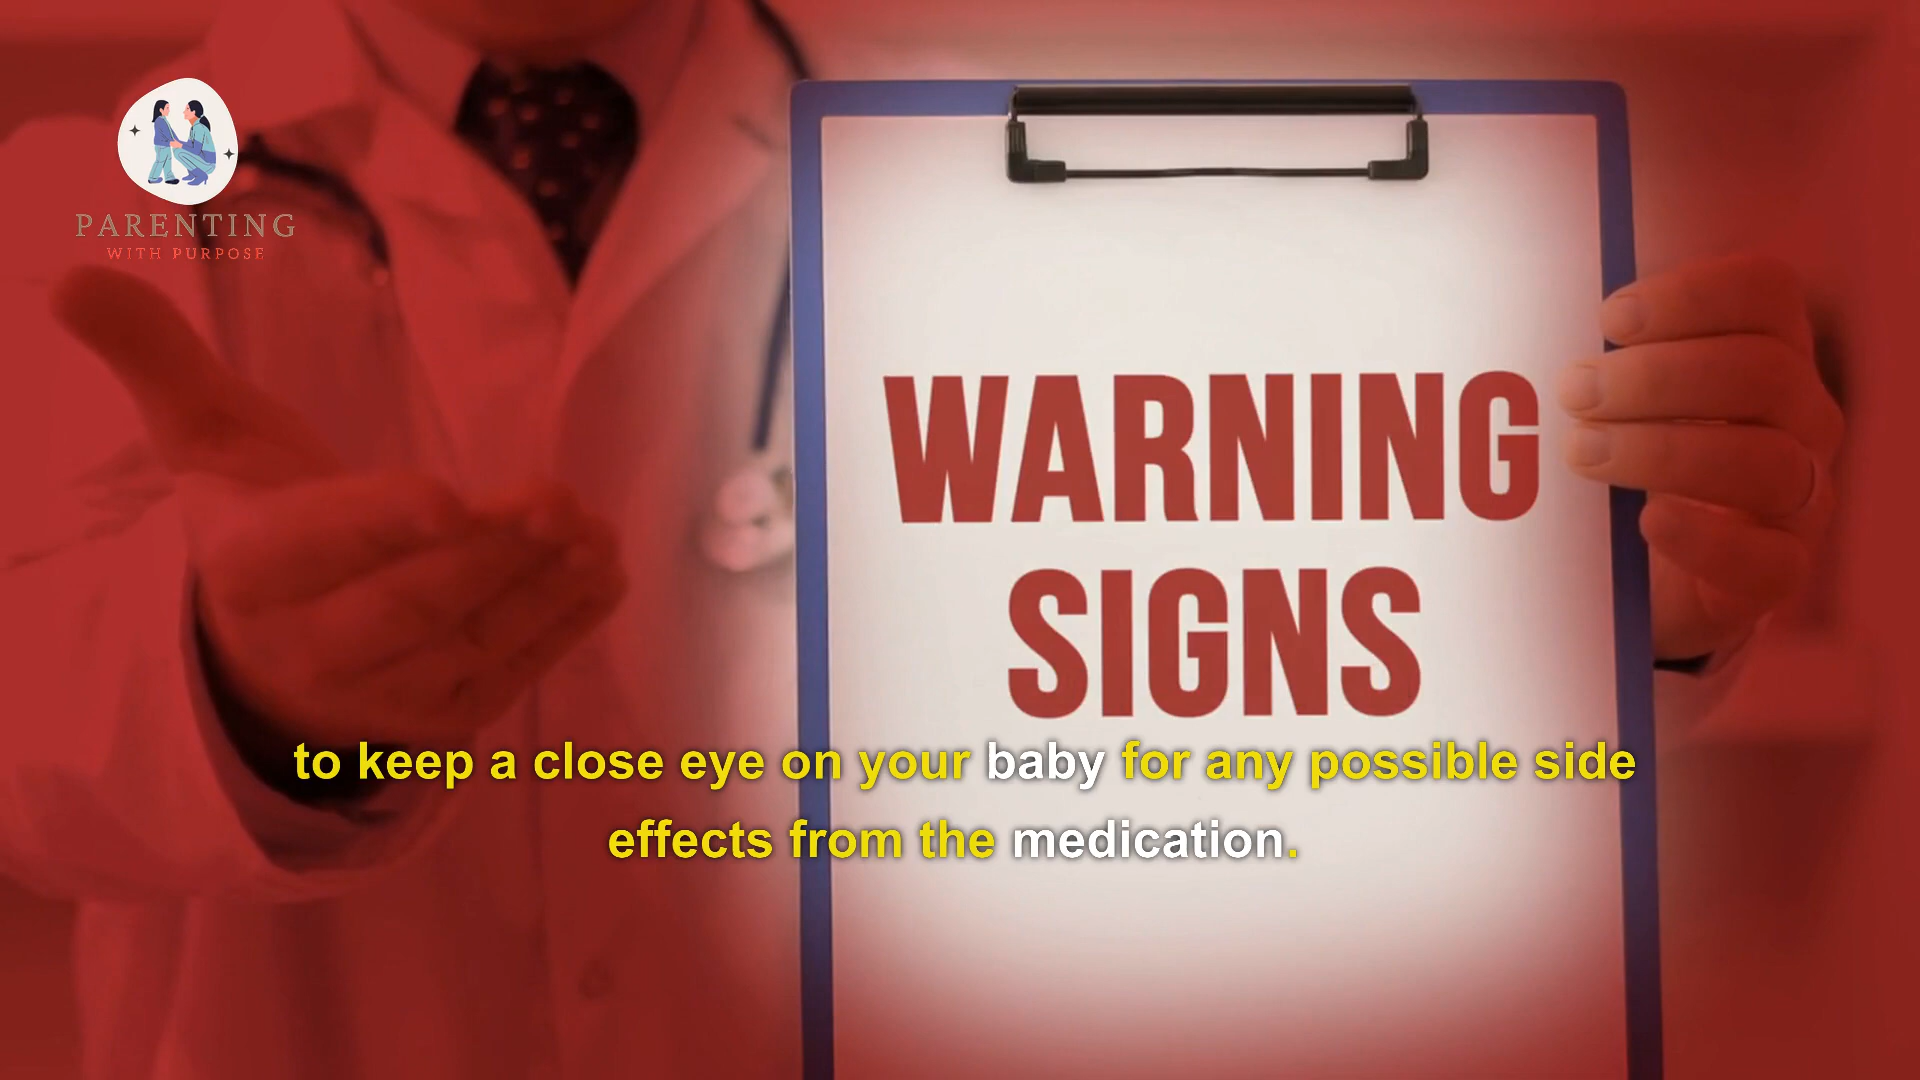 PARENTING
WITH PURPOSE
WARNING
SIGNS
to keep a close eye on your baby for any possible side
effects from the medication.